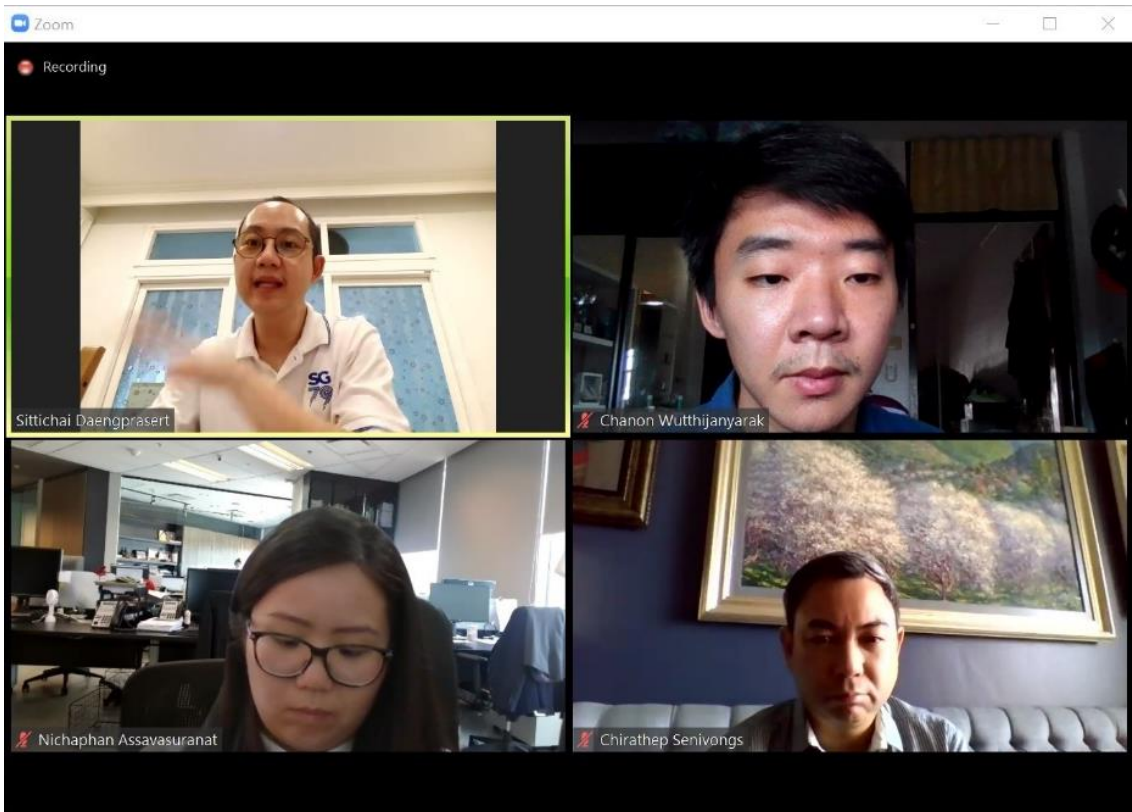 Zoom
Recording
SG
79
Sittichai Daengprasert
Chanon Wutthijanyarak
Nichaphan Assavasuranat
Chirathep Senivongs